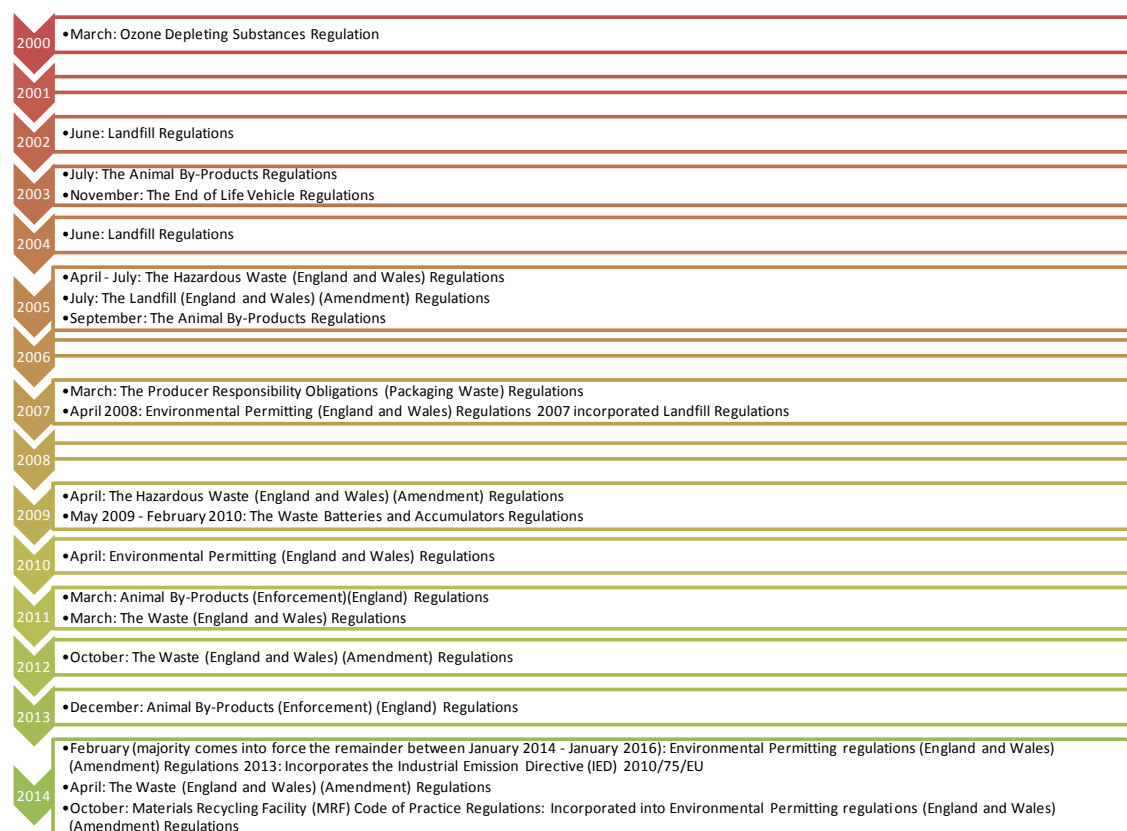 2000
•March: Ozone Depleting Substances Regulation
2001
2002
•June: Landfill Regulations
2003
•July: The Animal By-Products Regulations
•November: The End of Life Vehicle Regulations
2004
•June: Landfill Regulations
2005
•April - July: The Hazardous Waste (England and Wales) Regulations
•July: The Landfill (England and Wales) (Amendment) Regulations
•September: The Animal By-Products Regulations
2006
2007
•March: The Producer Responsibility Obligations (Packaging Waste) Regulations
•April 2008: Environmental Permitting (England and Wales) Regulations 2007 incorporated Landfill Regulations
2008
2009
•April: The Hazardous Waste (England and Wales) (Amendment) Regulations
•May 2009 - February 2010: The Waste Batteries and Accumulators Regulations
2010
•April: Environmental Permitting (England and Wales) Regulations
2011
•March: Animal By-Products (Enforcement)(England) Regulations
•March: The Waste (England and Wales) Regulations
2012
•October: The Waste (England and Wales) (Amendment) Regulations
2013
•December: Animal By-Products (Enforcement) (England) Regulations
2014
•February (majority comes into force the remainder between January 2014 - January 2016): Environmental Permitting regulations (England and Wales)
(Amendment) Regulations 2013: Incorporates the Industrial Emission Directive (IED) 2010/75/EU
•April: The Waste (England and Wales) (Amendment) Regulations
•October: Materials Recycling Facility (MRF) Code of Practice Regulations: Incorporated into Environmental Permitting regulations (England and Wales)
(Amendment) Regulations